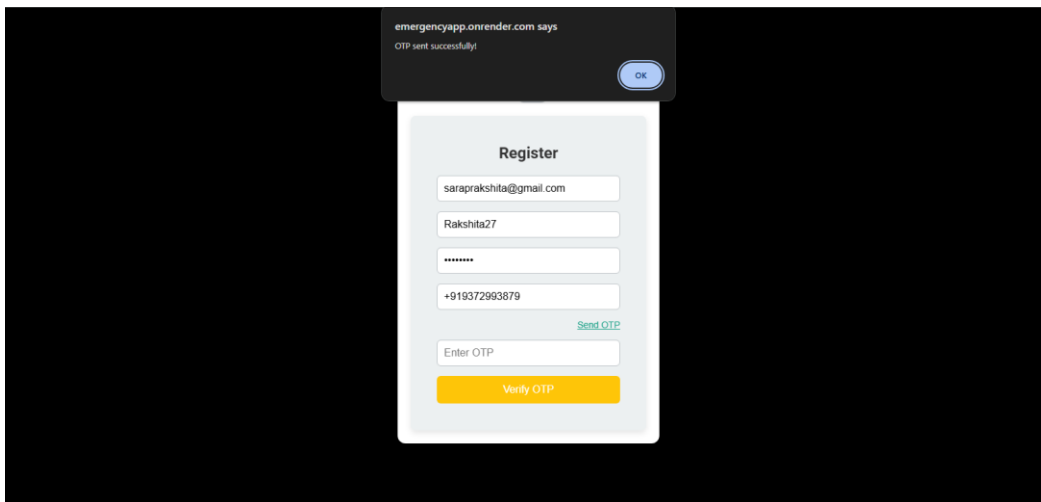 emergencyapp.onrender.com says
OTP sent successfully!
OK
Register
saraprakshita@gmail.com
Rakshita27
••••••••
+919372993879
Send OTP
Enter OTP
Verify OTP